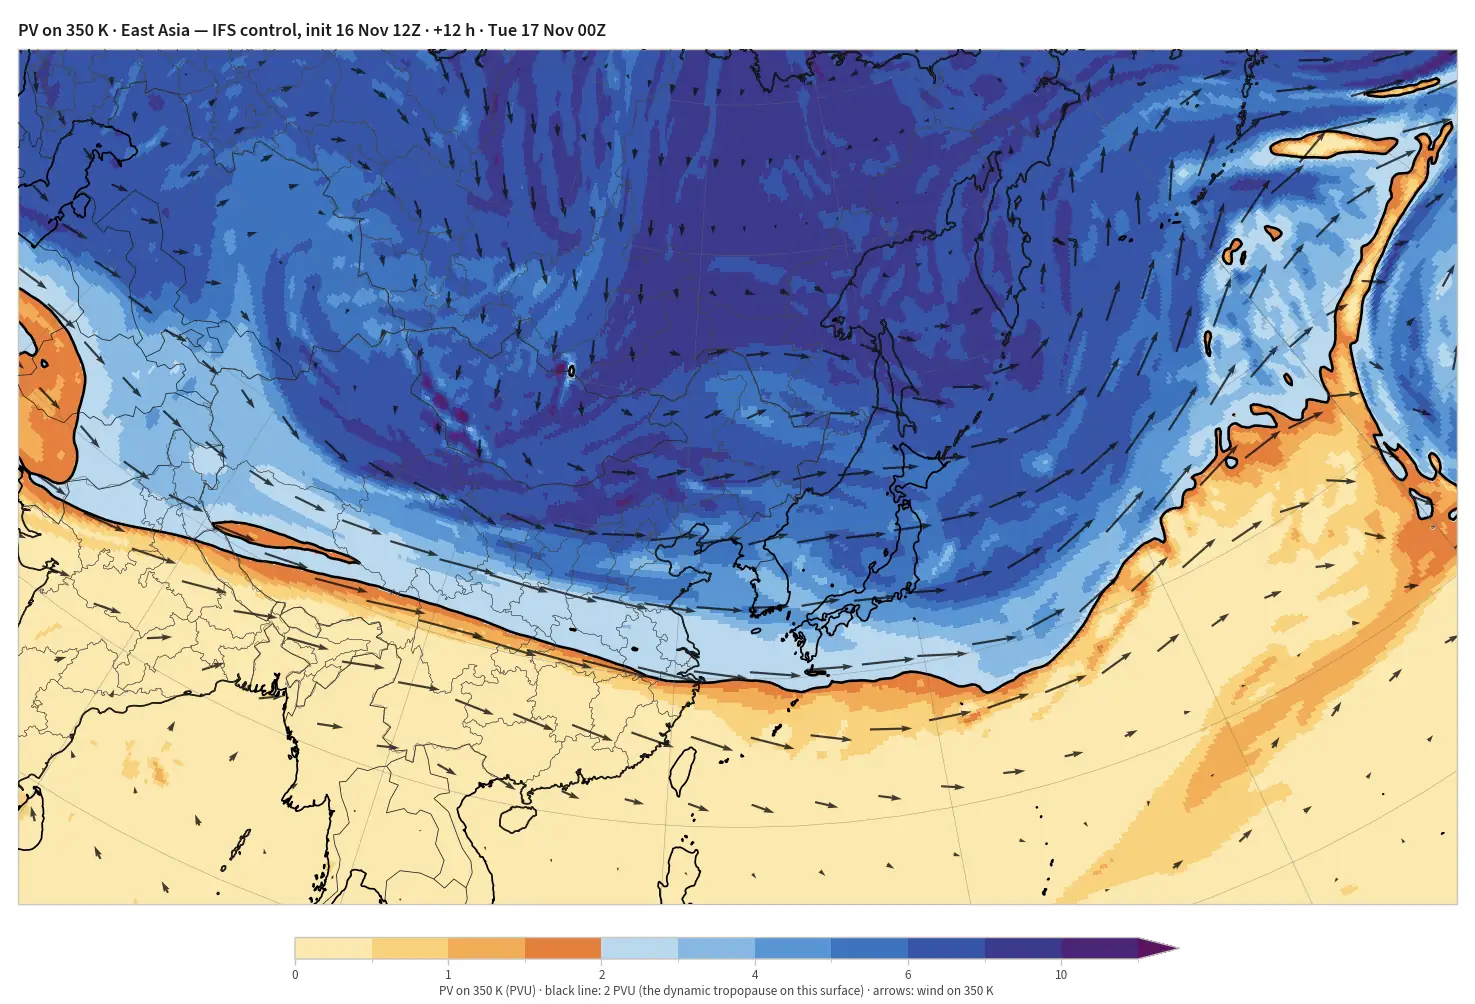 PV on 350 K · East Asia — IFS control, init 16 Nov 12Z · +12 h · Tue 17 Nov 00Z
0 1 2 4 6 10
PV on 350 K (PVU) · black line: 2 PVU (the dynamic tropopause on this surface) · arrows: wind on 350 K